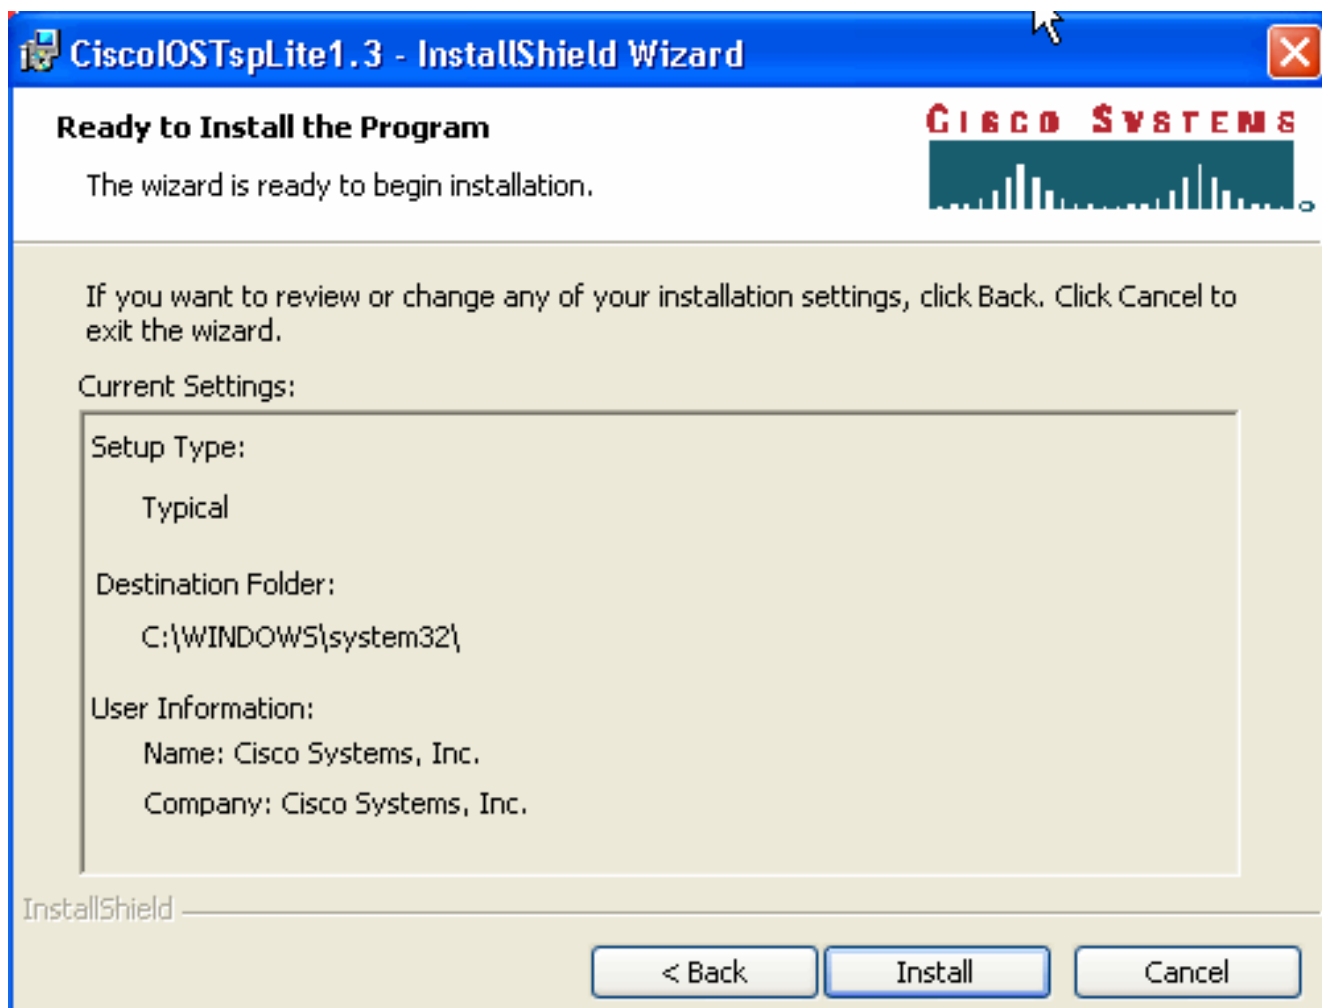 CiscoIOSTspLite1.3 - InstallShield Wizard
Ready to Install the Program
CISCO SYSTEMS
The wizard is ready to begin installation.
If you want to review or change any of your installation settings, click Back. Click Cancel to
exit the wizard.
Current Settings:
Setup Type:
Typical
Destination Folder:
C:\WINDOWS\system32\
User Information:
Name: Cisco Systems, Inc.
Company: Cisco Systems, Inc.
InstallShield
< Back
Install
Cancel